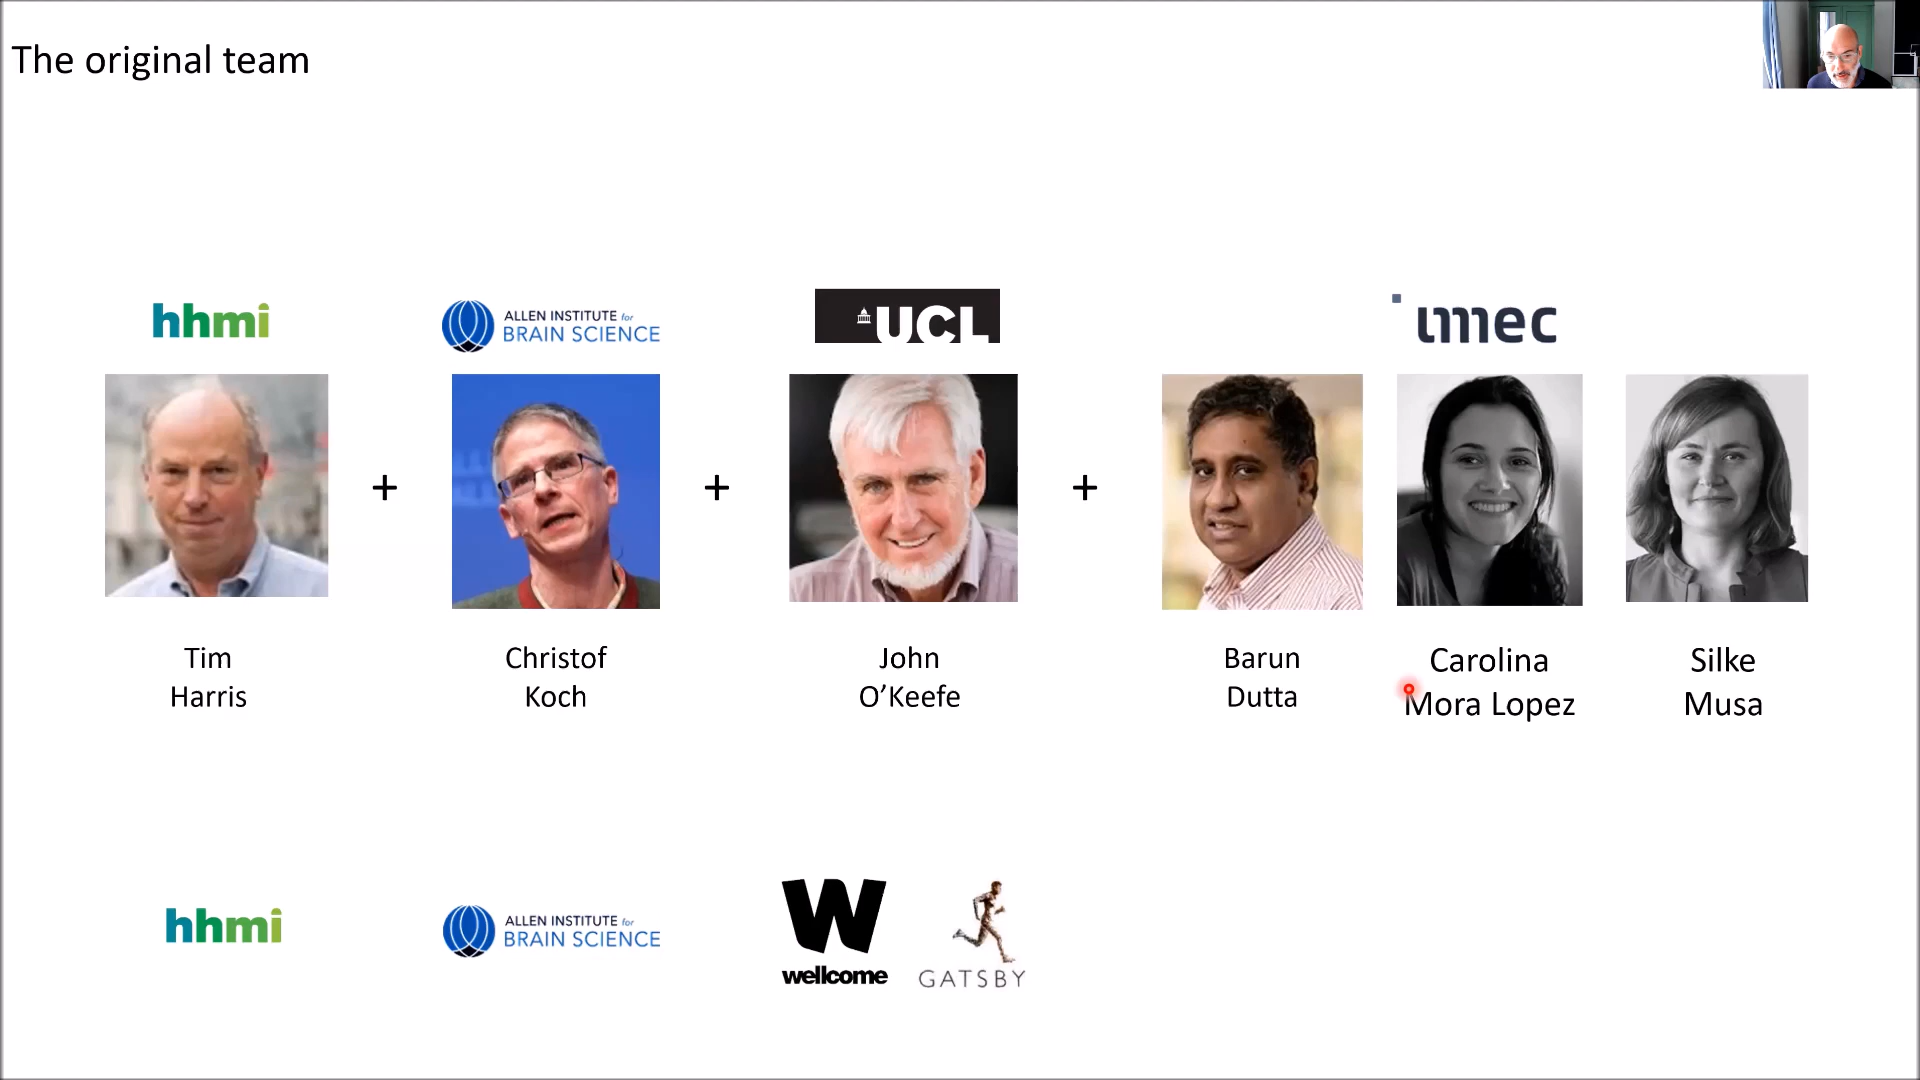 The original team
hhmi
ALLEN INSTITUTE for
BRAIN SCIENCE
UCL
imec
Tim
Harris
+
Christof
Koch
+
John
O’Keefe
+
Barun
Dutta
Carolina
Mora Lopez
Silke
Musa
hhmi
ALLEN INSTITUTE for
BRAIN SCIENCE
W
wellcome
GATSBY